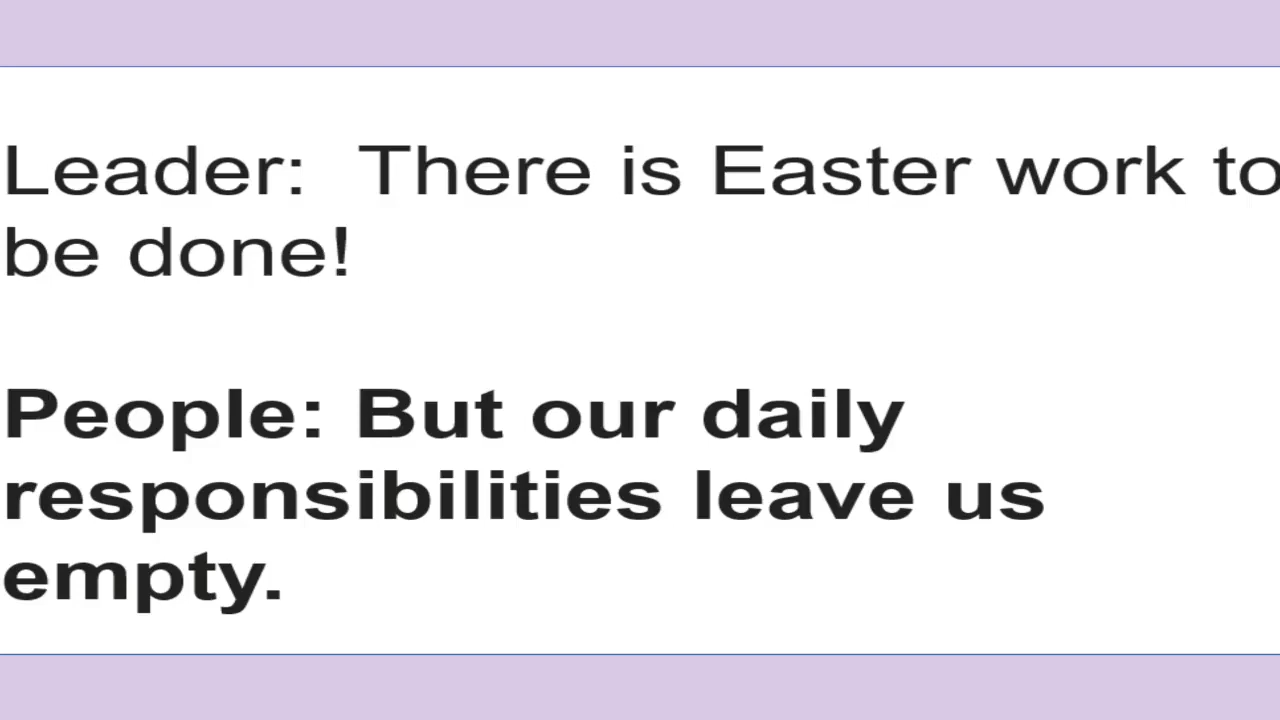 Leader:  There is Easter work to
be done!
People: But our daily
responsibilities leave us
empty.